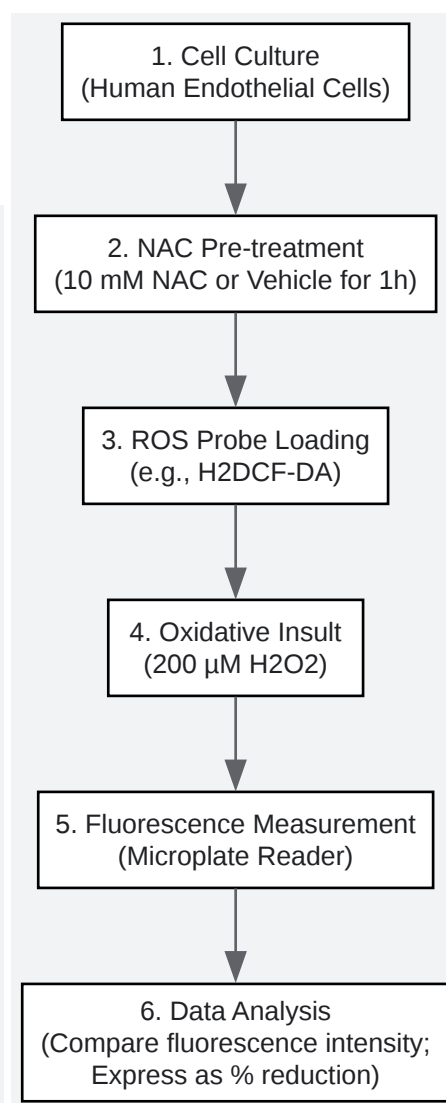 1. Cell Culture
(Human Endothelial Cells)
2. NAC Pre-treatment
(10 mM NAC or Vehicle for 1h)
3. ROS Probe Loading
(e.g., H2DCF-DA)
4. Oxidative Insult
(200 µM H2O2)
5. Fluorescence Measurement
(Microplate Reader)
6. Data Analysis
(Compare fluorescence intensity;
Express as % reduction)